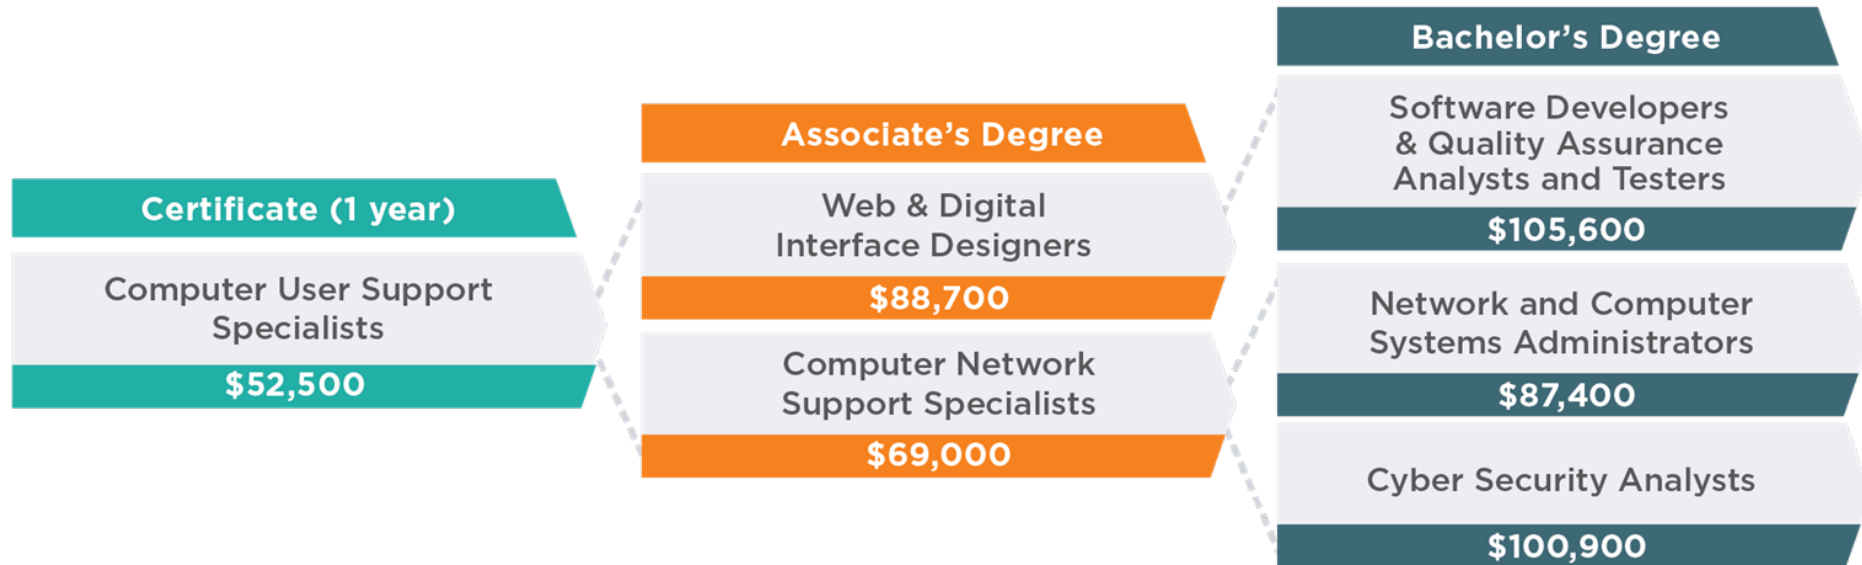 Certificate (1 year)
Computer User Support
Specialists
$52,500
Associate's Degree
Web & Digital
Interface Designers
$88,700
Computer Network
Support Specialists
$69,000
Bachelor's Degree
Software Developers
& Quality Assurance
Analysts and Testers
$105,600
Network and Computer
Systems Administrators
$87,400
Cyber Security Analysts
$100,900